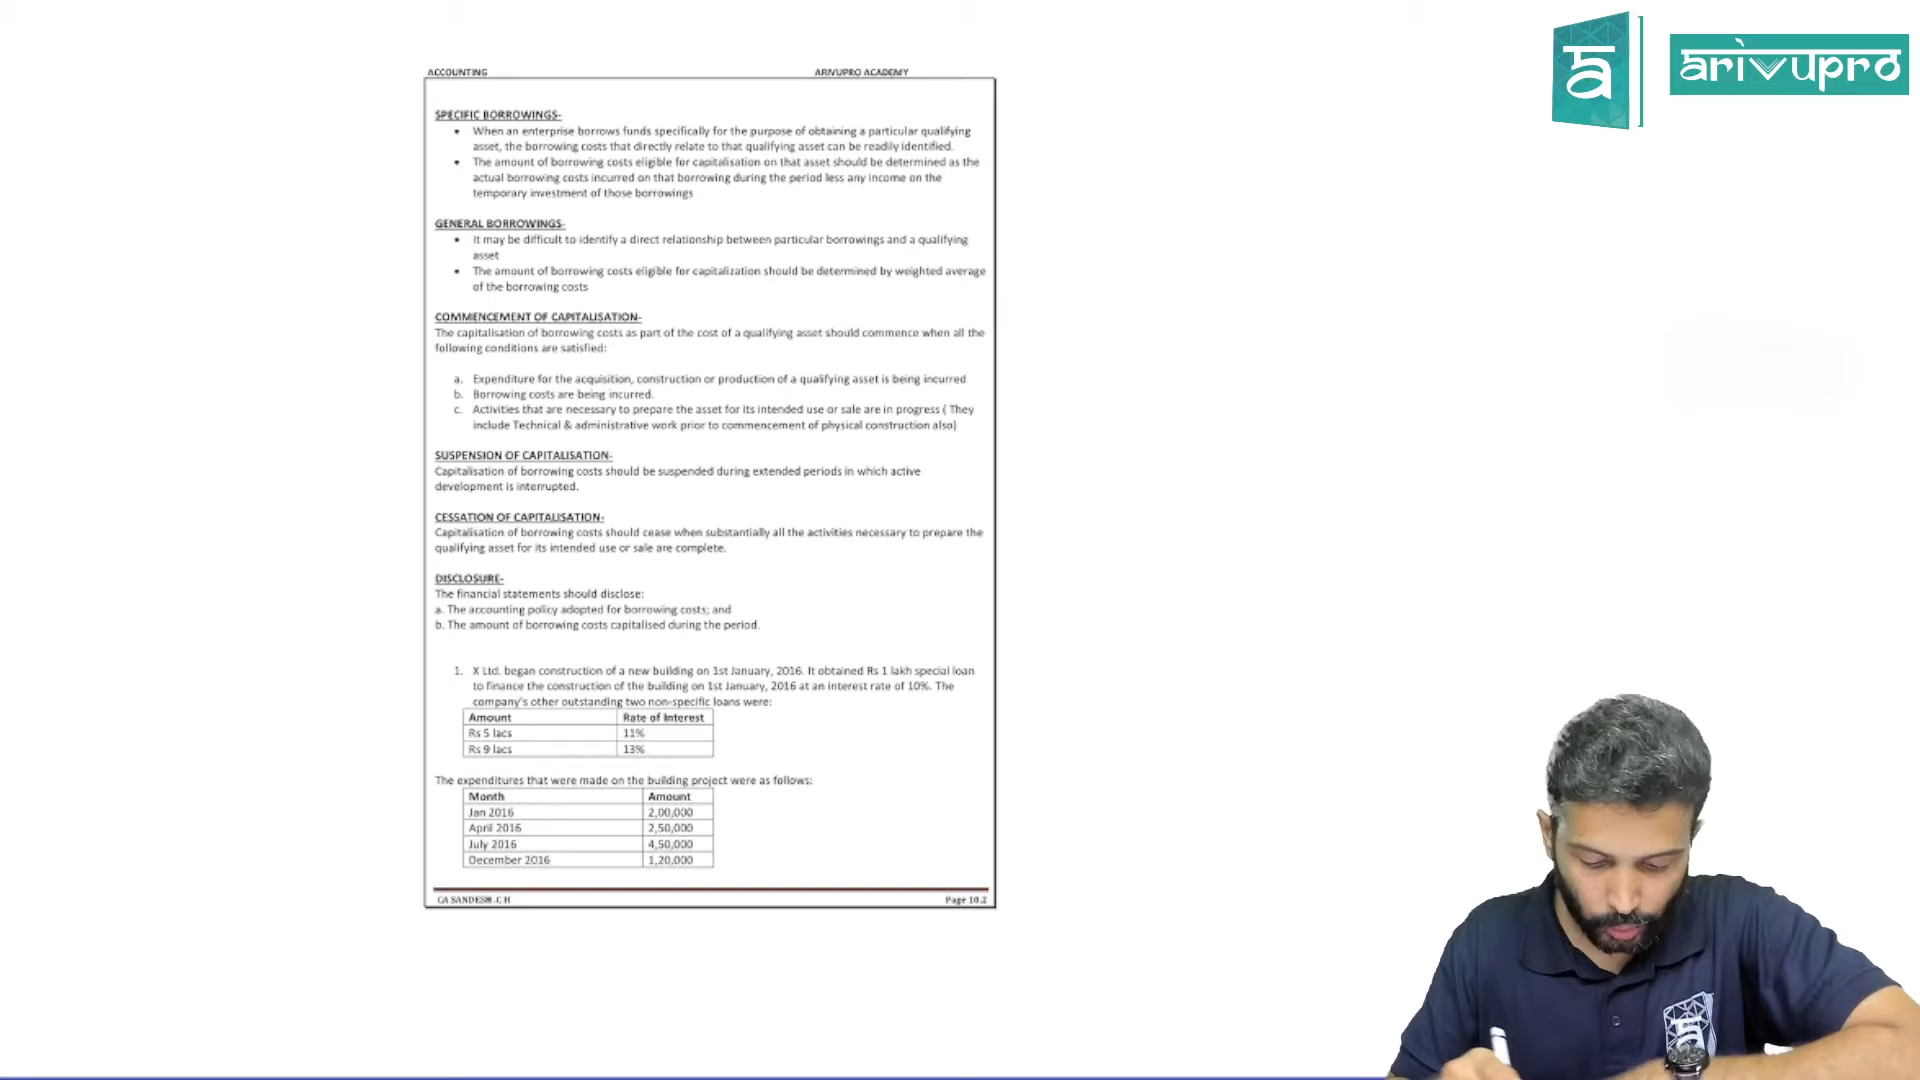 ACCOUNTING ARIVUPRO ACADEMY
arivupro
SPECIFIC BORROWINGS-
• When an enterprise borrows funds specifically for the purpose of obtaining a particular qualifying
asset, the borrowing costs that directly relate to that qualifying asset can be readily identified.
• The amount of borrowing costs eligible for capitalisation on that asset should be determined as the
actual borrowing costs incurred on that borrowing during the period less any income on the
temporary investment of those borrowings
GENERAL BORROWINGS-
• It may be difficult to identify a direct relationship between particular borrowings and a qualifying
asset
• The amount of borrowing costs eligible for capitalization should be determined by weighted average
of the borrowing costs
COMMENCEMENT OF CAPITALISATION-
The capitalisation of borrowing costs as part of the cost of a qualifying asset should commence when all the
following conditions are satisfied:
a. Expenditure for the acquisition, construction or production of a qualifying asset is being incurred
b. Borrowing costs are being incurred.
c. Activities that are necessary to prepare the asset for its intended use or sale are in progress ( They
include Technical & administrative work prior to commencement of physical construction also)
SUSPENSION OF CAPITALISATION-
Capitalisation of borrowing costs should be suspended during extended periods in which active
development is interrupted.
CESSATION OF CAPITALISATION-
Capitalisation of borrowing costs should cease when substantially all the activities necessary to prepare the
qualifying asset for its intended use or sale are complete.
DISCLOSURE-
The financial statements should disclose:
a. The accounting policy adopted for borrowing costs; and
b. The amount of borrowing costs capitalised during the period.
1. X Ltd. began construction of a new building on 1st January, 2016. It obtained Rs 1 lakh special loan
to finance the construction of the building on 1st January, 2016 at an interest rate of 10%. The
company's other outstanding two non-specific loans were:
Amount Rate of Interest
Rs 5 lacs 11%
Rs 9 lacs 13%
The expenditures that were made on the building project were as follows:
Month Amount
Jan 2016 2,00,000
April 2016 2,50,000
July 2016 4,50,000
December 2016 1,20,000
CA SANDESH .C H Page 10.2